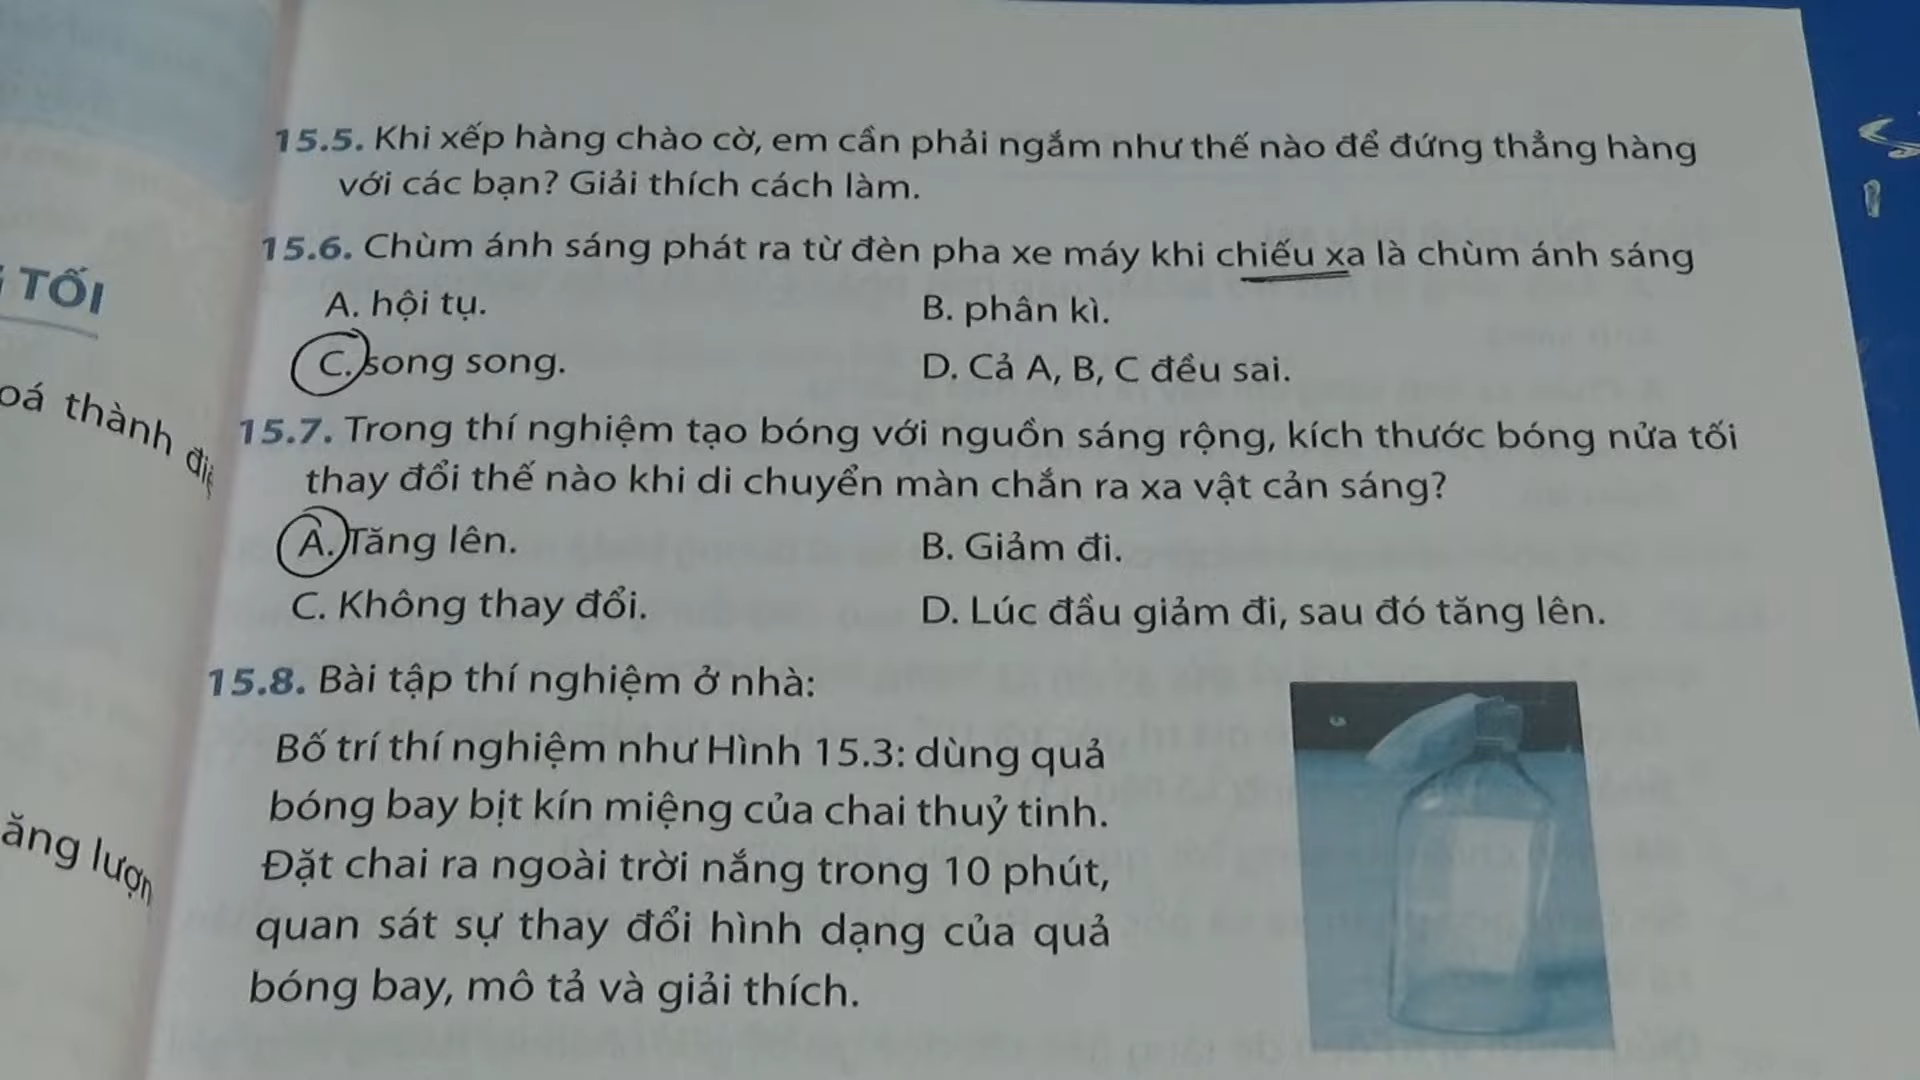 15.5. Khi xếp hàng chào cờ, em cần phải ngắm như thế nào để đứng thẳng hàng
với các bạn? Giải thích cách làm.
15.6. Chùm ánh sáng phát ra từ đèn pha xe máy khi chiếu xa là chùm ánh sáng
TỐI
A. hội tụ.
B. phân kì.
C. song song.
D. Cả A, B, C đều sai.
oá thành điệ
15.7. Trong thí nghiệm tạo bóng với nguồn sáng rộng, kích thước bóng nửa tối
thay đổi thế nào khi di chuyển màn chắn ra xa vật cản sáng?
A. Tăng lên.
B. Giảm đi.
C. Không thay đổi.
D. Lúc đầu giảm đi, sau đó tăng lên.
15.8. Bài tập thí nghiệm ở nhà:
Bố trí thí nghiệm như Hình 15.3: dùng quả
bóng bay bịt kín miệng của chai thuỷ tinh.
Đặt chai ra ngoài trời nắng trong 10 phút,
quan sát sự thay đổi hình dạng của quả
bóng bay, mô tả và giải thích.
ăng lượn